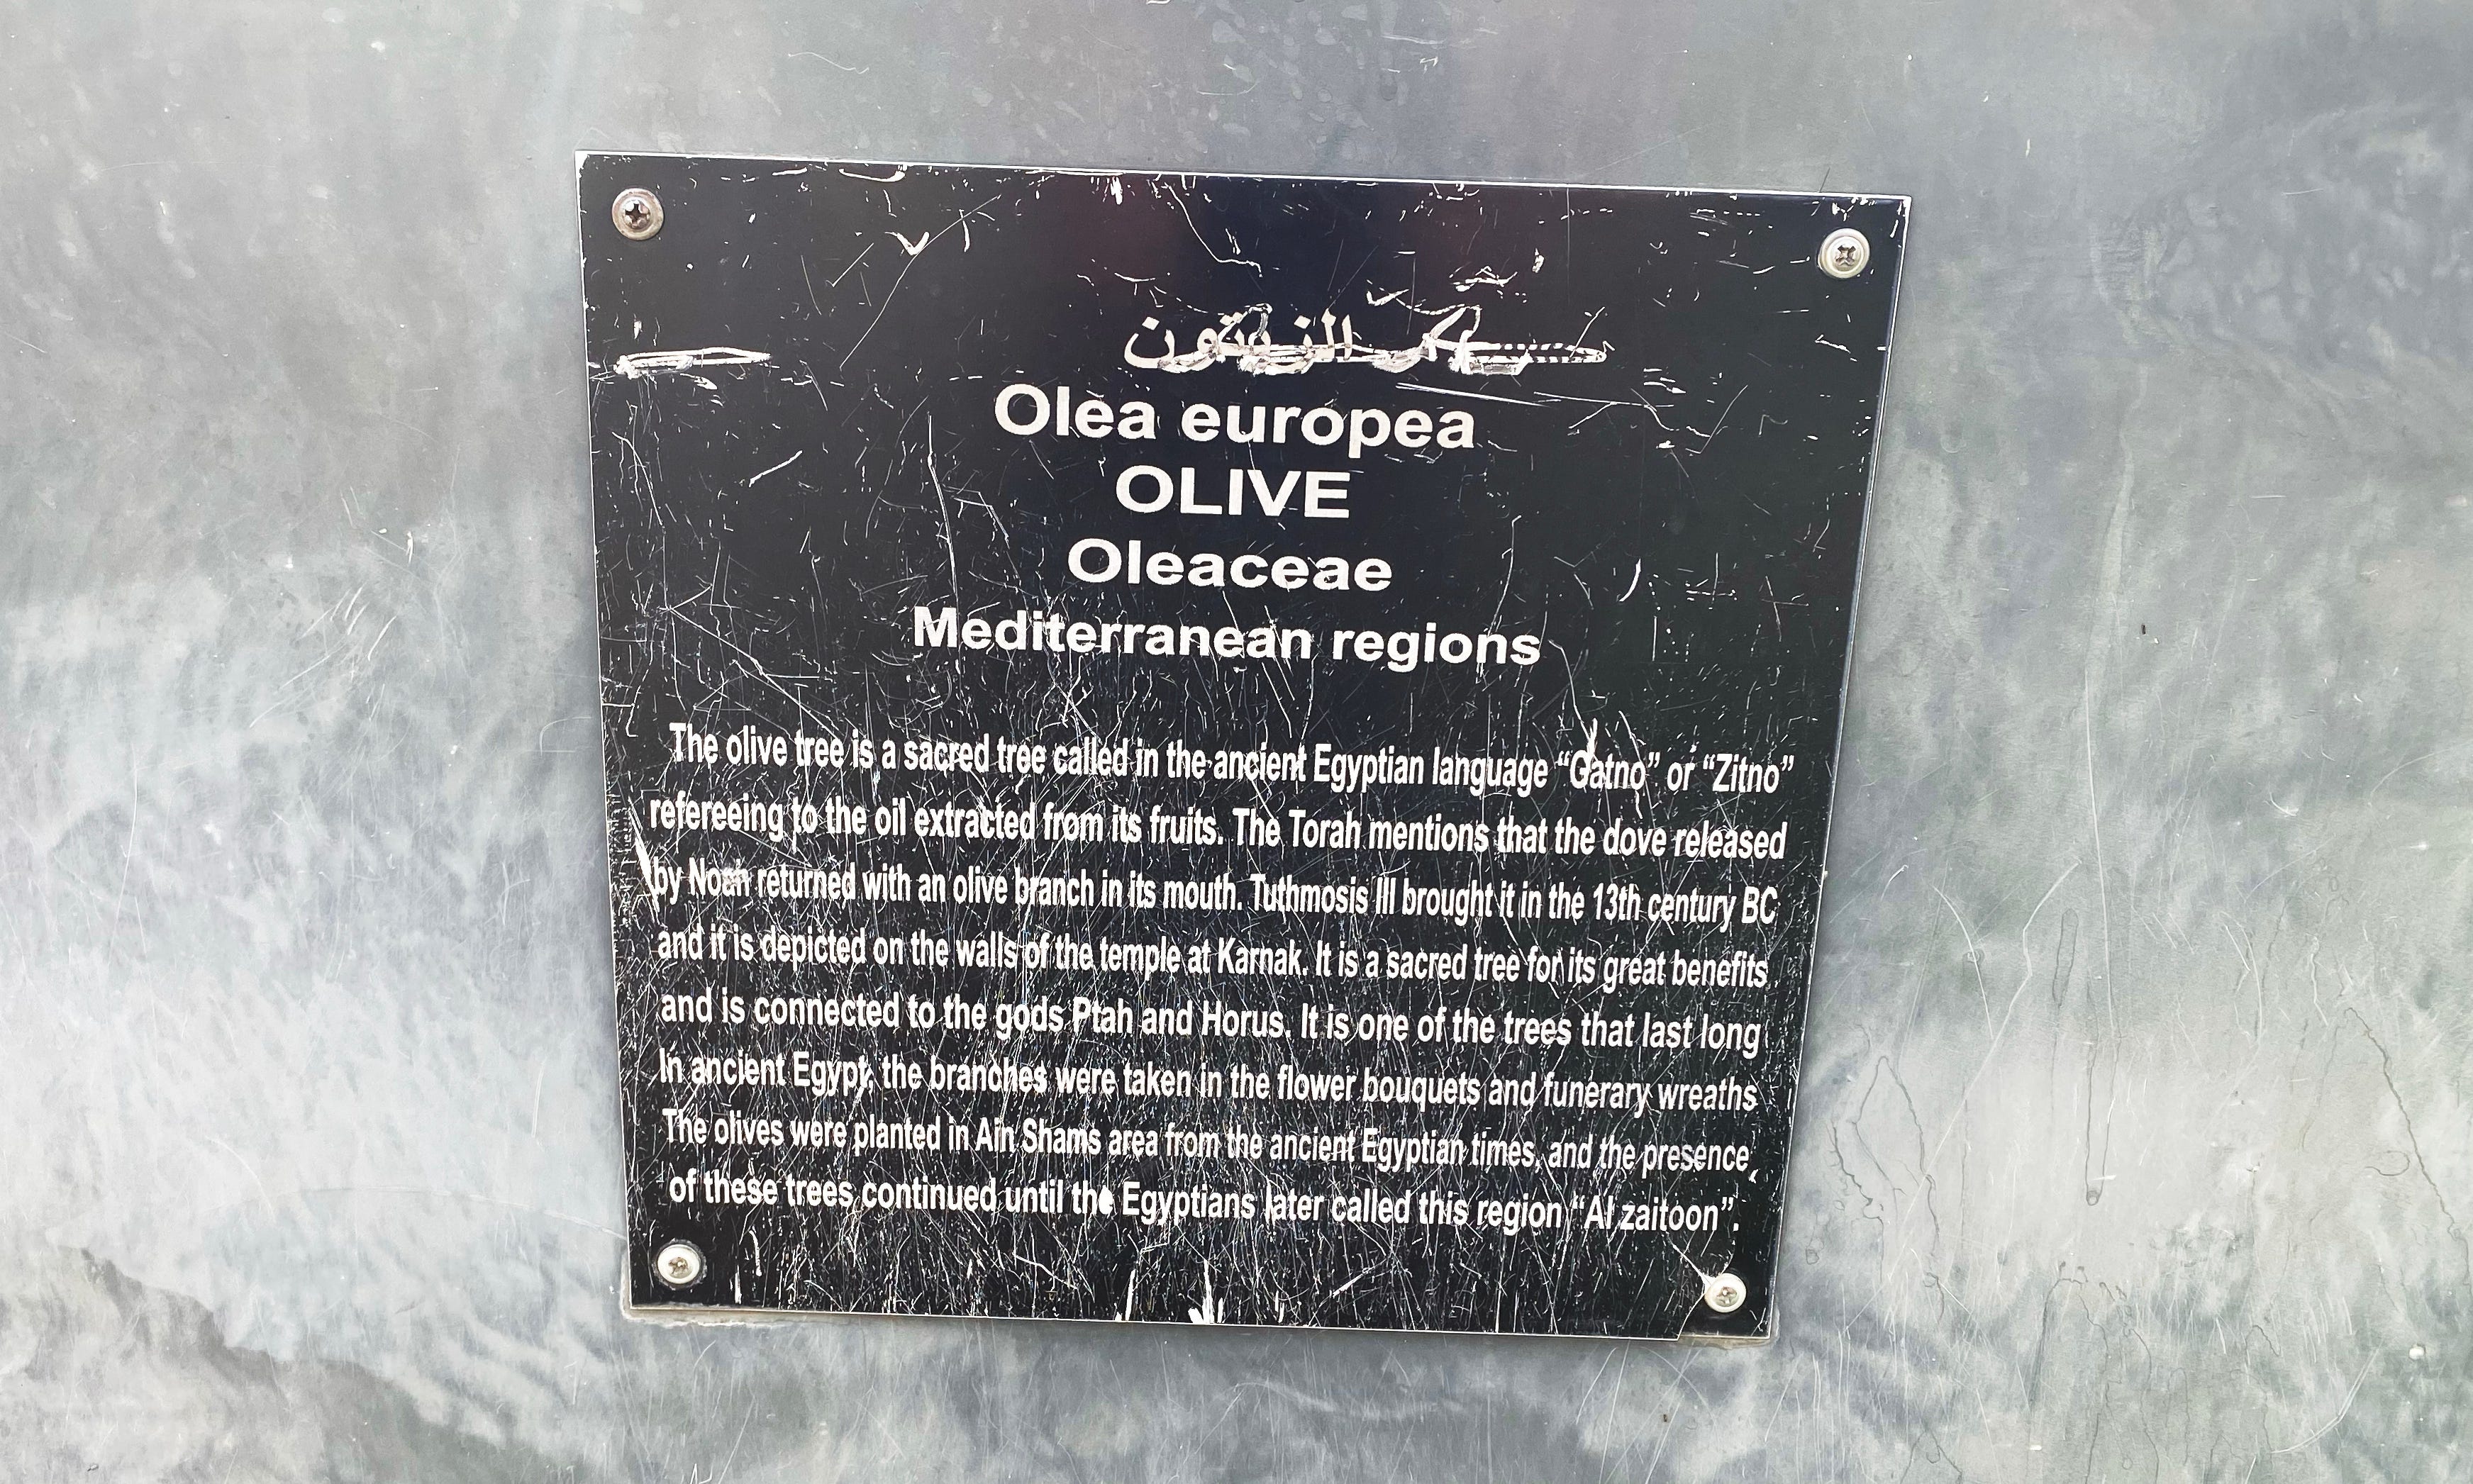 الزيتون
Olea europea
OLIVE
Oleaceae
Mediterranean regions
The olive tree is a sacred tree called in the ancient Egyptian language “Gatno” or “Zitno”
refereeing to the oil extracted from its fruits. The Torah mentions that the dove released
by Noah returned with an olive branch in its mouth. Tuthmosis III brought it in the 13th century BC
and it is depicted on the walls of the temple at Karnak. It is a sacred tree for its great benefits
and is connected to the gods Ptah and Horus. It is one of the trees that last long
In ancient Egypt, the branches were taken in the flower bouquets and funerary wreaths
The olives were planted in Ain Shams area from the ancient Egyptian times, and the presence
of these trees continued until the Egyptians later called this region “Al zaitoon”.